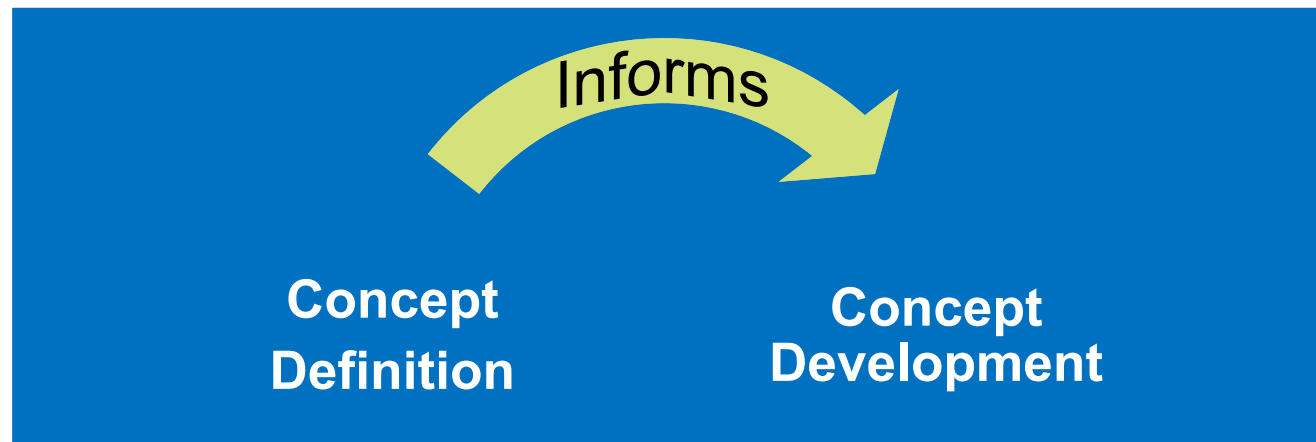 Informs
Concept
Definition
Concept
Development